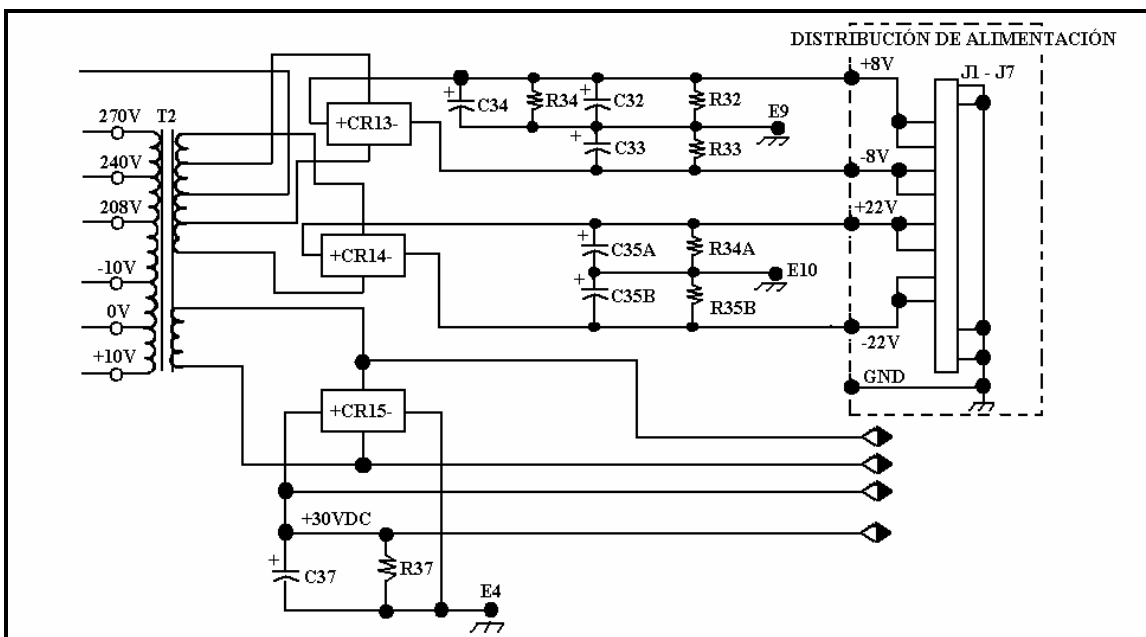 DISTRIBUCIÓN DE ALIMENTACIÓN
+8V
J1 - J7
270V
T2
C34
R34
C32
R32
E9
+CR13-
C33
R33
240V
-8V
208V
+22V
C35A
R34A
+CR14-
E10
-10V
C35B
R35B
0V
-22V
+10V
GND
+CR15-
+30VDC
+
C37
R37
E4
+
+
+
+
+